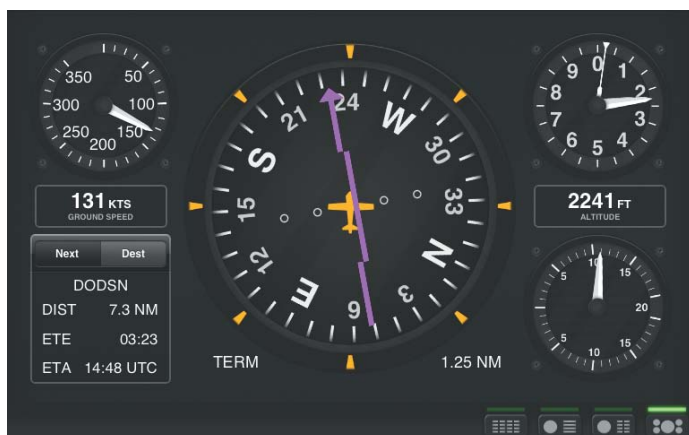 350
50
300
100
250
200
150
131 KTS
GROUND SPEED
Next
Dest
DODSN
DIST 7.3 NM
ETE 03:23
ETA 14:48 UTC
24
W
30
33
N
3
6
E
12
15
S
21
TERM
1.25 NM
0
1
2
3
4
5
6
7
8
9
2241 FT
ALTITUDE
5
10
15
20
15
10
5